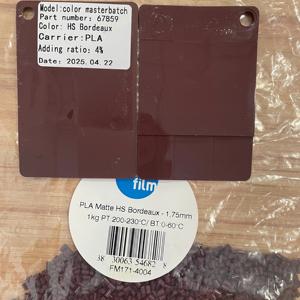 Model:color masterbatch
Part number: 67859
Color: HS Bordeaux
Carrier:PLA
Adding ratio: 4%
Date: 2025.04.22
film
PLA Matte HS Bordeaux - 1,75mm
1kg PT 200-230°C/ BT 0-60°C
FM171-4004